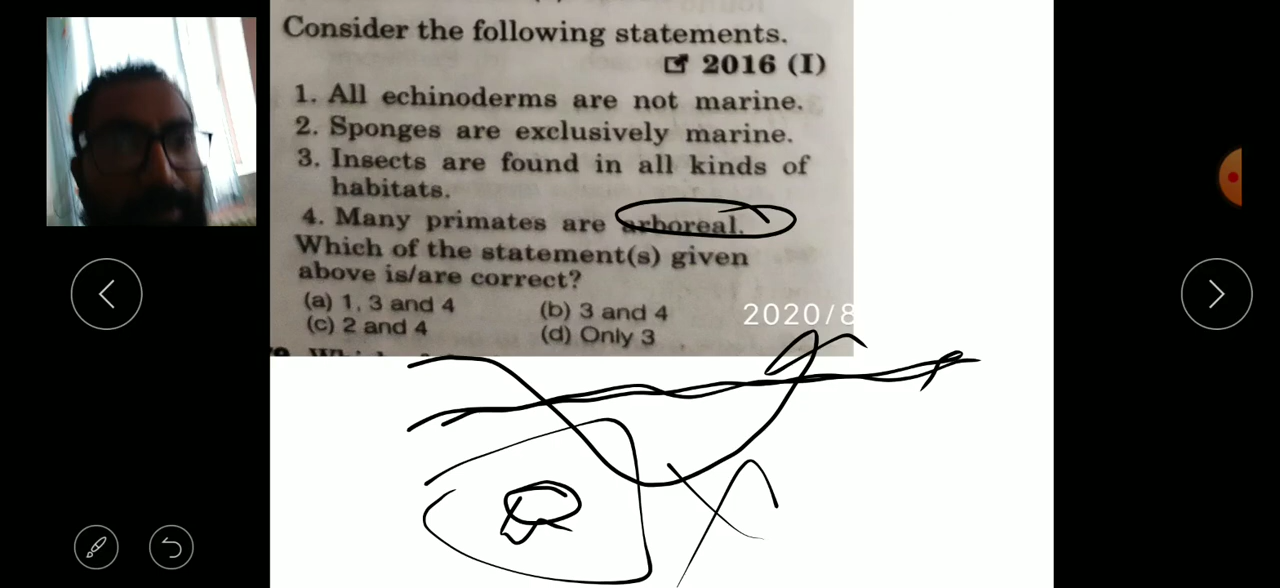 Consider the following statements.
2016 (I)
1. All echinoderms are not marine.
2. Sponges are exclusively marine.
3. Insects are found in all kinds of
habitats.
4. Many primates are arboreal.
Which of the statement(s) given
above is/are correct?
(a) 1, 3 and 4 (b) 3 and 4
(c) 2 and 4 (d) Only 3
2020/8